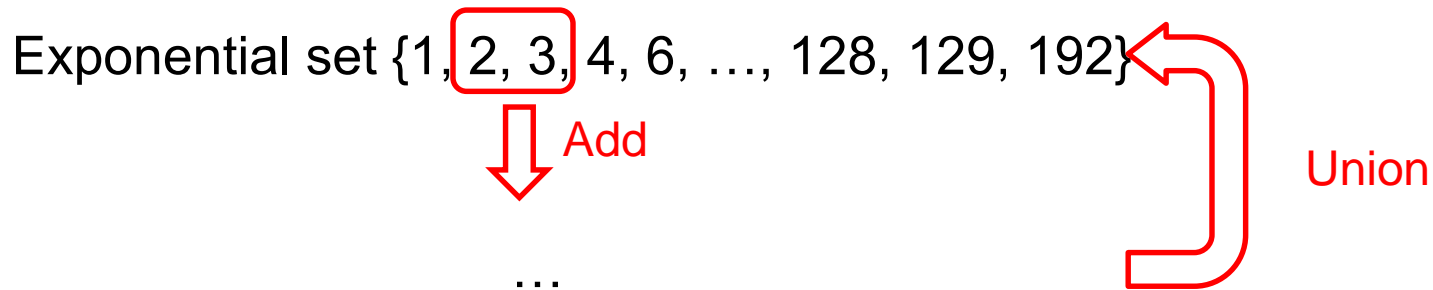 Exponential set {1, 2, 3, 4, 6, …, 128, 129, 192}
Add
Union
…